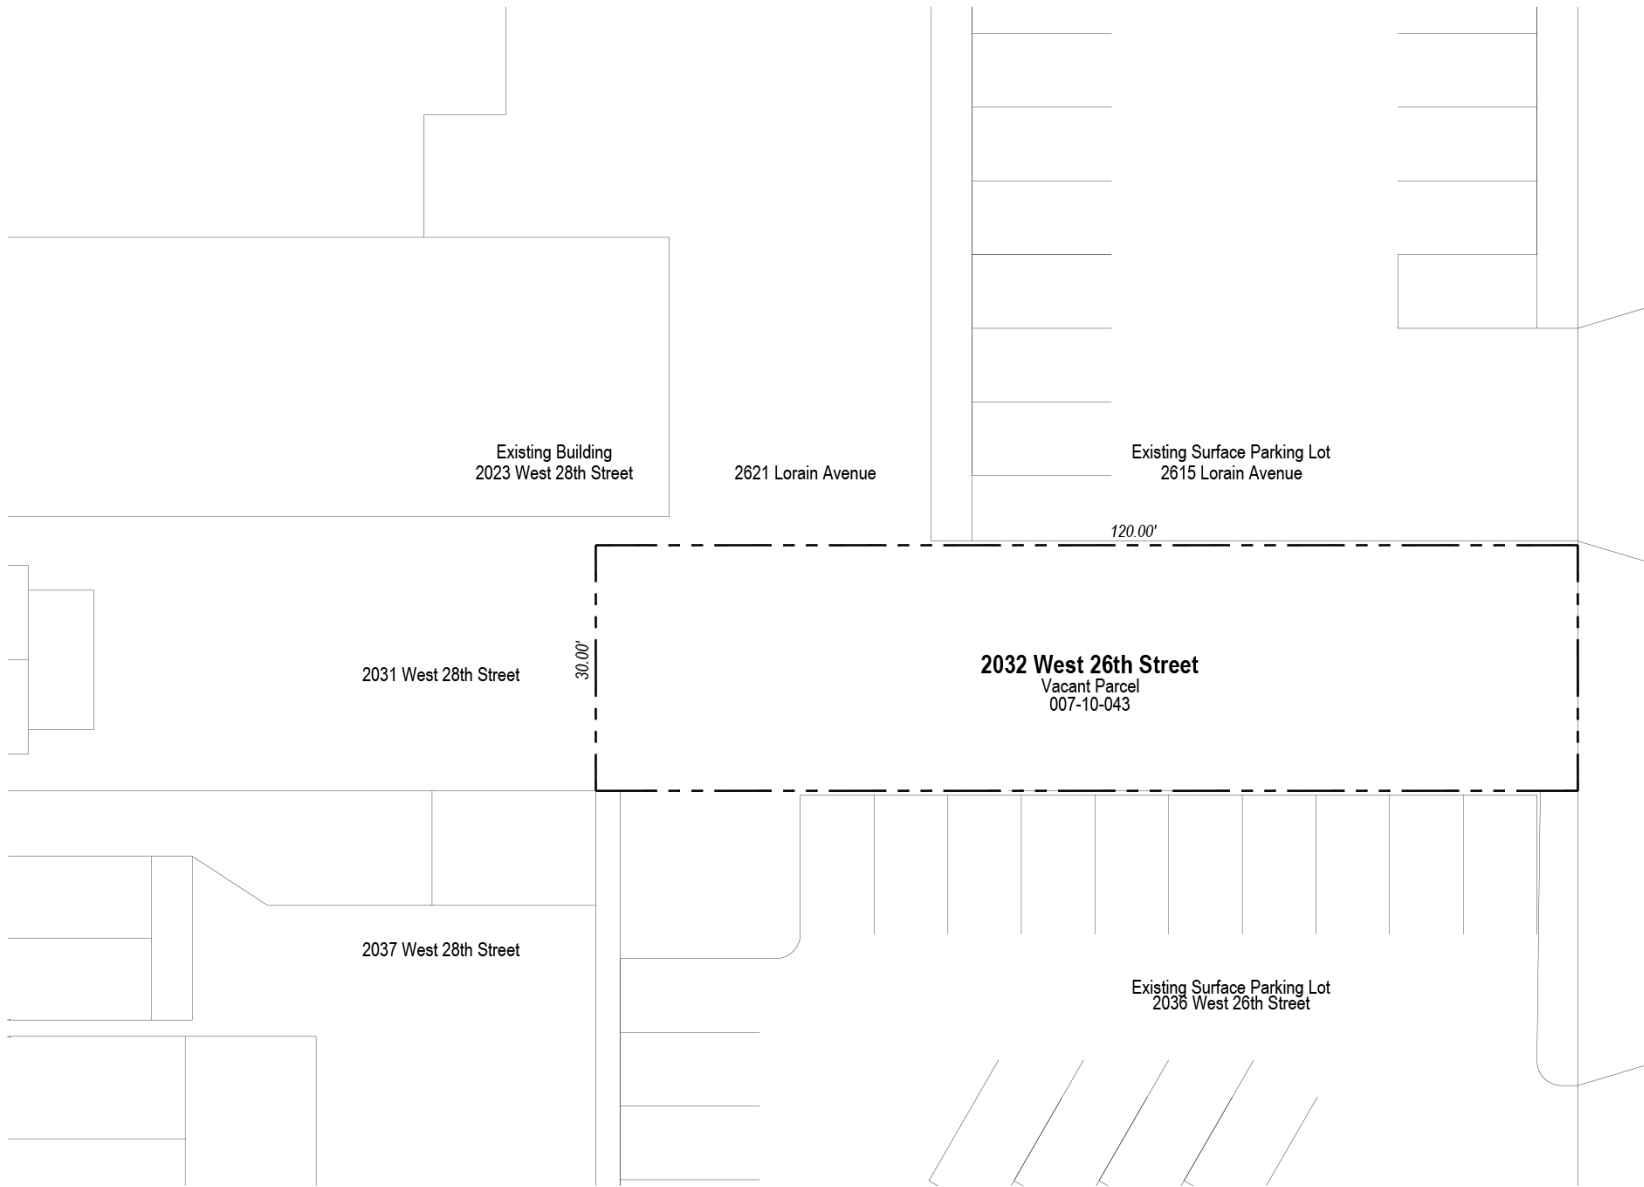 Existing Building
2023 West 28th Street
2621 Lorain Avenue
Existing Surface Parking Lot
2615 Lorain Avenue
120.00'
30.00'
2031 West 28th Street
2032 West 26th Street
Vacant Parcel
007-10-043
2037 West 28th Street
Existing Surface Parking Lot
2036 West 26th Street